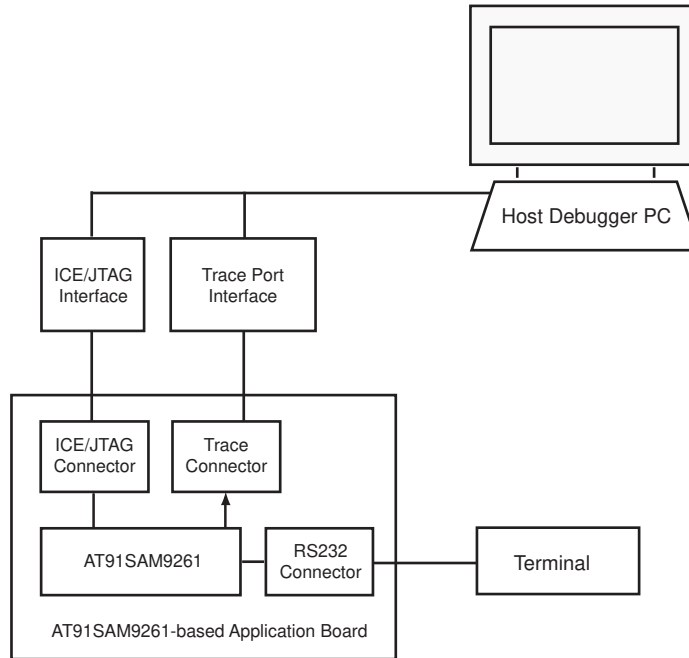 Host Debugger PC
ICE/JTAG
Interface
Trace Port
Interface
ICE/JTAG
Connector
Trace
Connector
AT91SAM9261
RS232
Connector
Terminal
AT91SAM9261-based Application Board